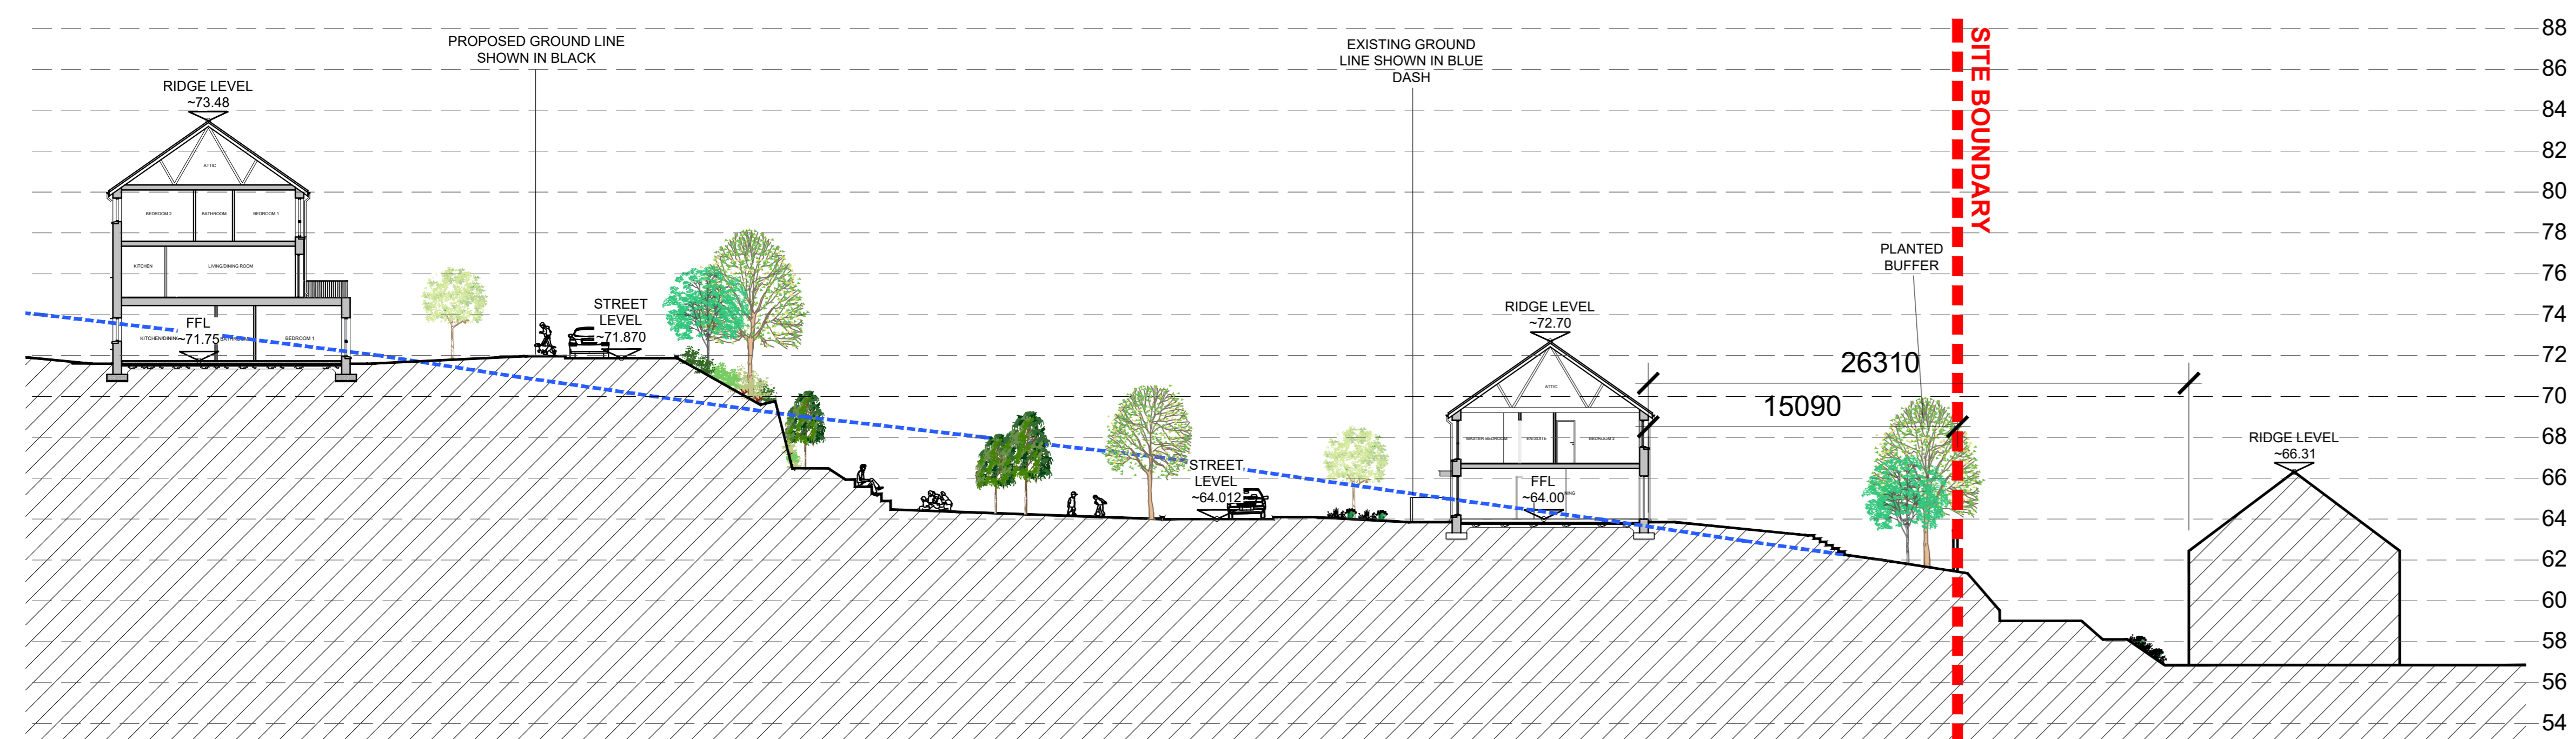 PROPOSED GROUND LINE
SHOWN IN BLACK
EXISTING GROUND
LINE SHOWN IN BLUE
DASH
SITE BOUNDARY
88
86
84
82
80
78
76
74
72
70
68
66
64
62
60
58
56
54
RIDGE LEVEL
~73.48
ATTIC
BEDROOM 2
BATHROOM
BEDROOM 1
KITCHEN
LIVING/DINING ROOM
FFL
~71.75
KITCHEN/DINING
BEDROOM 1
STREET
LEVEL
~71.870
STREET
LEVEL
~64.012
RIDGE LEVEL
~72.70
ATTIC
MASTER BEDROOM
EN-SUITE
BEDROOM 2
FFL
~64.00
PLANTED
BUFFER
26310
15090
RIDGE LEVEL
~66.31